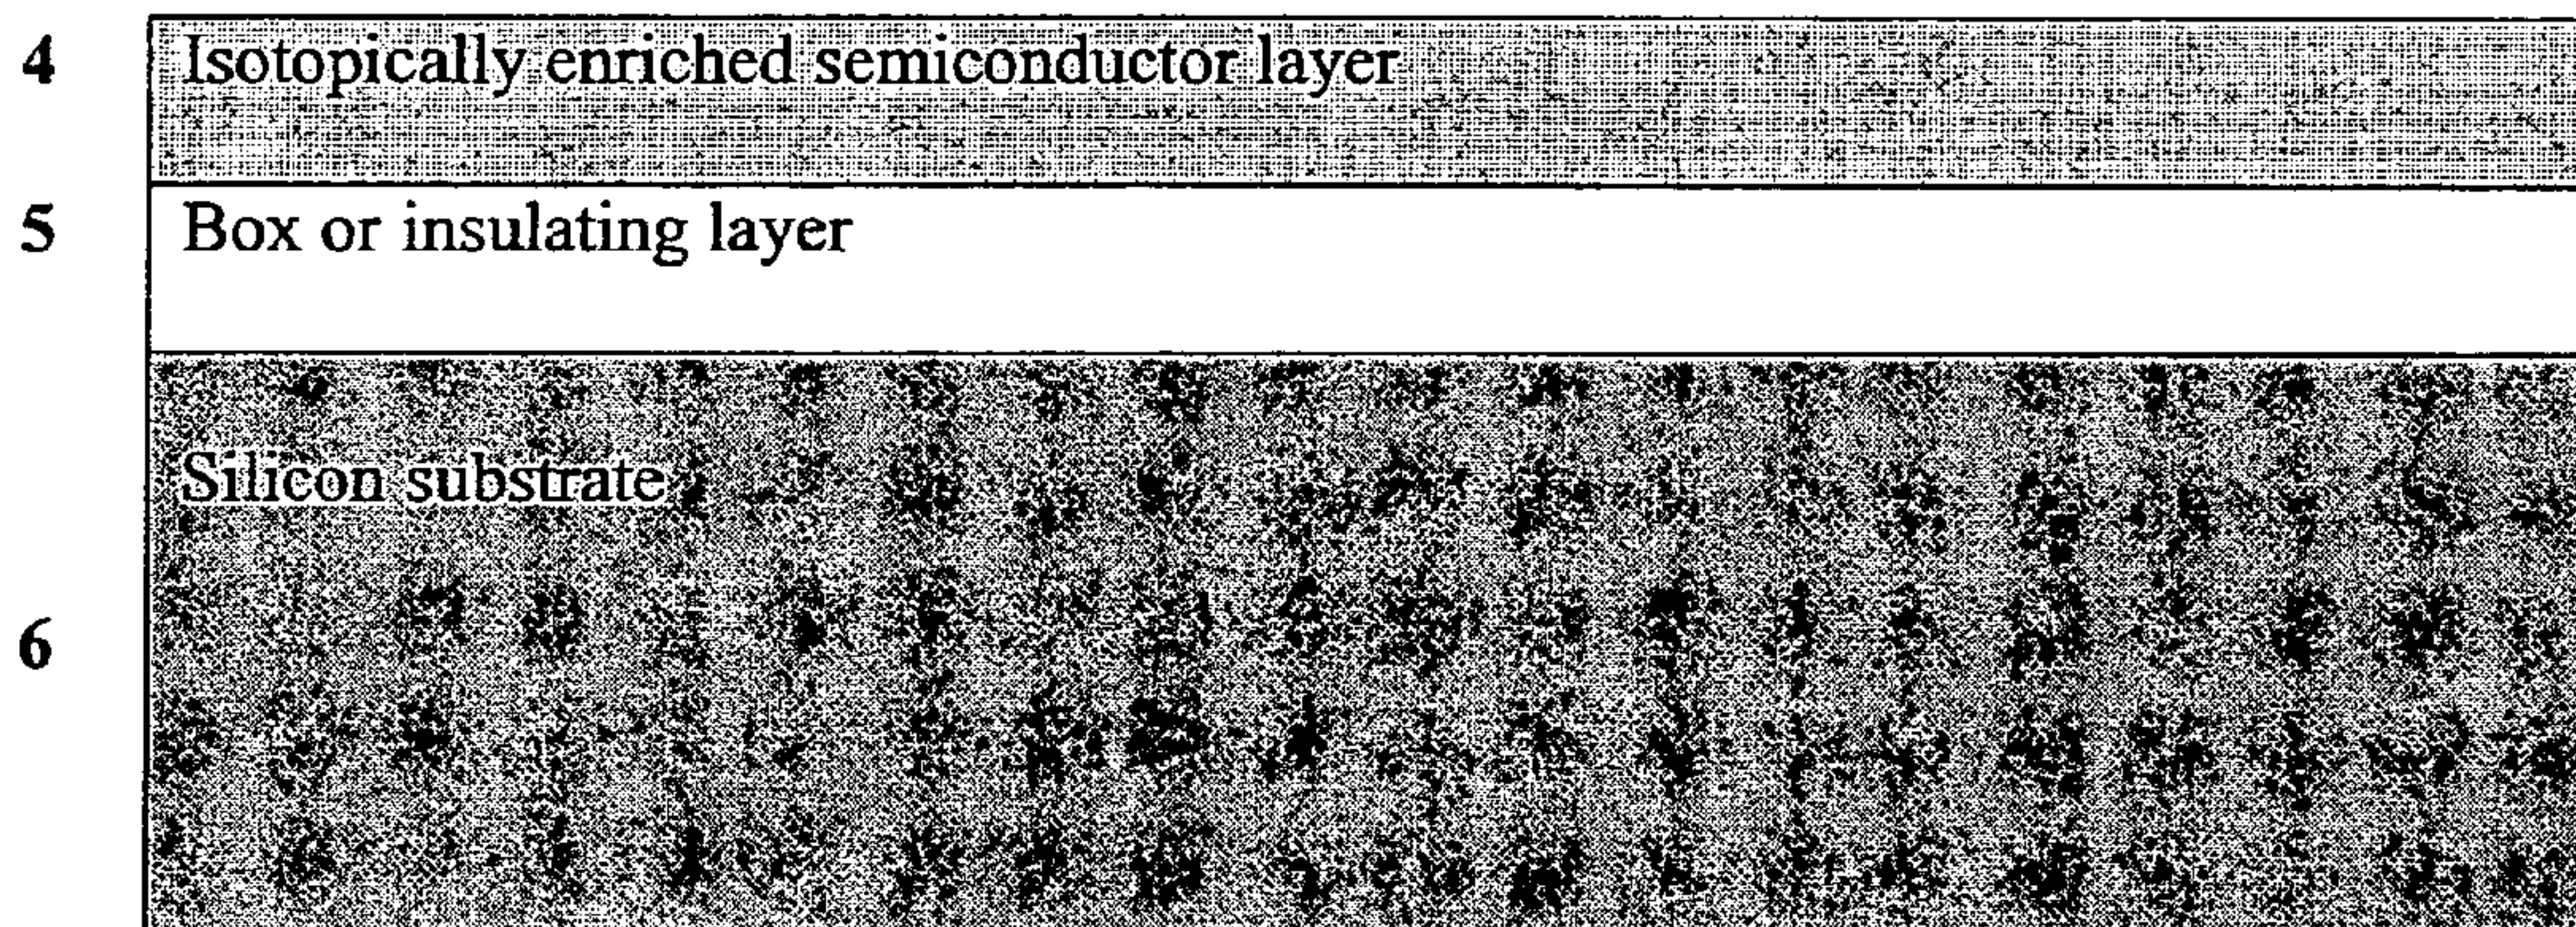 4 Isotopically enriched semiconductor layer
5 Box or insulating layer
Silicon substrate
6